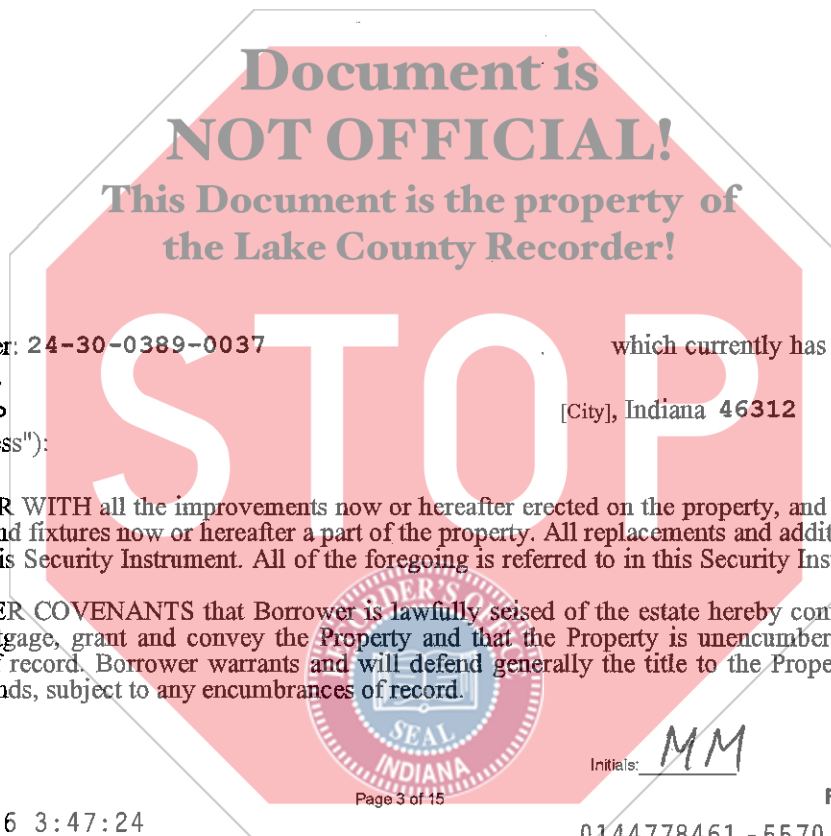 Document is
NOT OFFICIAL!
This Document is the property of
the Lake County Recorder!
STOP
er: 24-30-0389-0037 which currently has
[City], Indiana 46312
ess"):
R WITH all the improvements now or hereafter erected on the property, and
nd fixtures now or hereafter a part of the property. All replacements and addit
is Security Instrument. All of the foregoing is referred to in this Security Ins
ER COVENANTS that Borrower is lawfully seised of the estate hereby con
tgage, grant and convey the Property and that the Property is unencumber
f record. Borrower warrants and will defend generally the title to the Prope
nds, subject to any encumbrances of record.
RECORDER'S OFFICE
SEAL
INDIANA
Initials: MM
Page 3 of 15
6 3:47:24
0144778461 - 5570